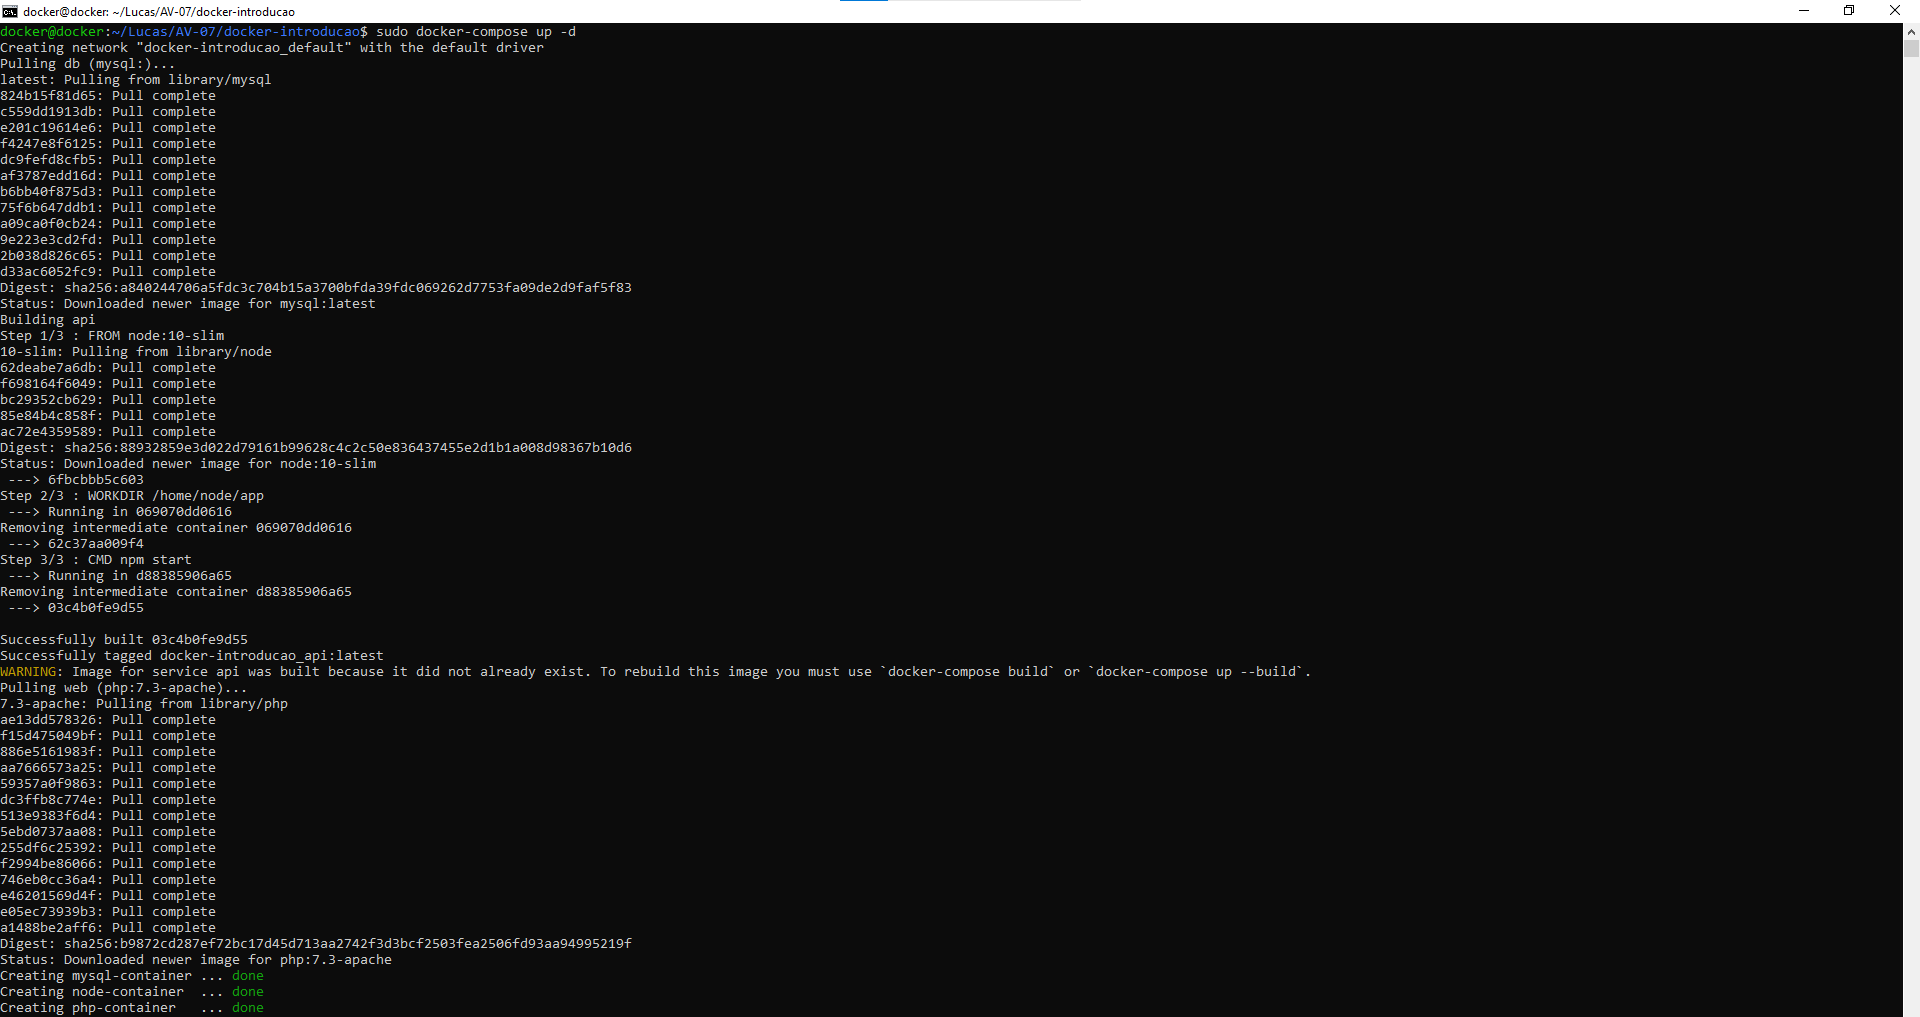 docker@docker: ~/Lucas/AV-07/docker-introducao
docker@docker:~/Lucas/AV-07/docker-introducao$ sudo docker-compose up -d
Creating network "docker-introducao_default" with the default driver
Pulling db (mysql:)...
latest: Pulling from library/mysql
824b15f81d65: Pull complete
c559dd1913db: Pull complete
e201c19614e6: Pull complete
f4247e8f6125: Pull complete
dc9fefd8cfb5: Pull complete
af3787edd16d: Pull complete
b6bb40f875d3: Pull complete
75f6b647ddb1: Pull complete
a09ca0f0cb24: Pull complete
9e223e3cd2fd: Pull complete
2b038d826c65: Pull complete
d33ac6052fc9: Pull complete
Digest: sha256:a840244706a5fdc3c704b15a3700bfda39fdc069262d7753fa09de2d9faf5f83
Status: Downloaded newer image for mysql:latest
Building api
Step 1/3 : FROM node:10-slim
10-slim: Pulling from library/node
62deabe7a6db: Pull complete
f698164f6049: Pull complete
bc29352cb629: Pull complete
85e84b4c858f: Pull complete
ac72e4359589: Pull complete
Digest: sha256:88932859e3d022d79161b99628c4c2c50e836437455e2d1b1a008d98367b10d6
Status: Downloaded newer image for node:10-slim
 ---> 6fbcbbb5c603
Step 2/3 : WORKDIR /home/node/app
 ---> Running in 069070dd0616
Removing intermediate container 069070dd0616
 ---> 62c37aa009f4
Step 3/3 : CMD npm start
 ---> Running in d88385906a65
Removing intermediate container d88385906a65
 ---> 03c4b0fe9d55
Successfully built 03c4b0fe9d55
Successfully tagged docker-introducao_api:latest
WARNING: Image for service api was built because it did not already exist. To rebuild this image you must use `docker-compose build` or `docker-compose up --build`.
Pulling web (php:7.3-apache)...
7.3-apache: Pulling from library/php
ae13dd578326: Pull complete
f15d475049bf: Pull complete
886e5161983f: Pull complete
aa7666573a25: Pull complete
59357a0f9863: Pull complete
dc3ffb8c774e: Pull complete
513e9383f6d4: Pull complete
5ebd0737aa08: Pull complete
255df6c25392: Pull complete
f2994be86066: Pull complete
746eb0cc36a4: Pull complete
e46201569d4f: Pull complete
e05ec73939b3: Pull complete
a1488be2aff6: Pull complete
Digest: sha256:b9872cd287ef72bc17d45d713aa2742f3d3bcf2503fea2506fd93aa94995219f
Status: Downloaded newer image for php:7.3-apache
Creating mysql-container ... done
Creating node-container  ... done
Creating php-container   ... done